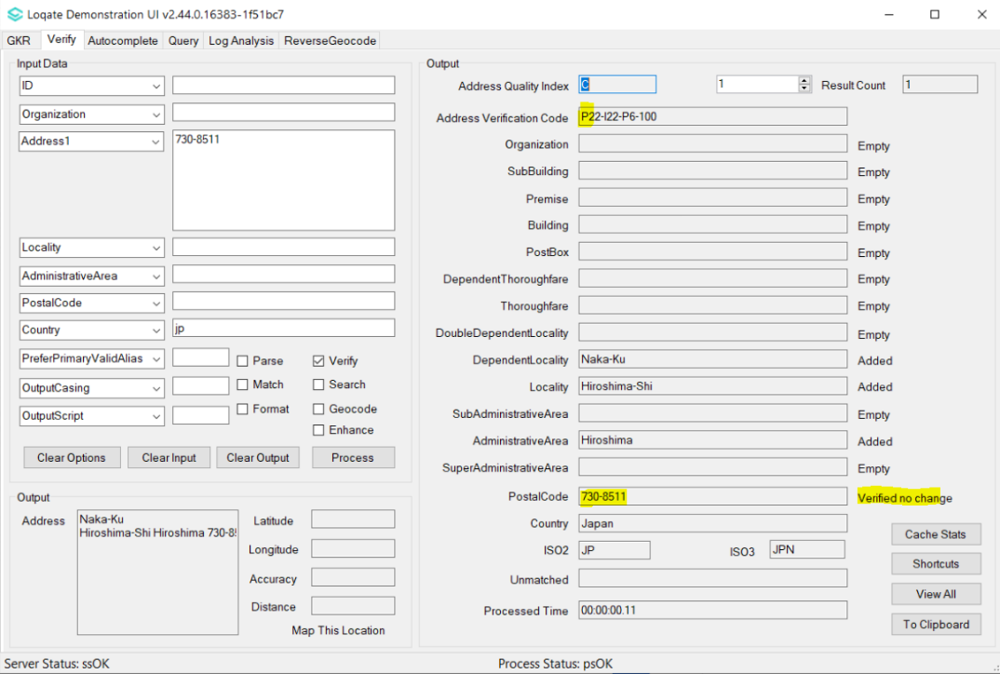 Loqate Demonstration UI v2.44.0.16383-1f51bc7
GKR Verify Autocomplete Query Log Analysis ReverseGeocode
Input Data
ID
Organization
Address1 730-8511
Locality
AdministrativeArea
PostalCode
Country jp
PreferPrimaryValidAlias Parse Verify
OutputCasing Match Search
OutputScript Format Geocode
Enhance
Clear Options Clear Input Clear Output Process
Output
Address Naka-Ku
Hiroshima-Shi Hiroshima 730-8
Latitude
Longitude
Accuracy
Distance
Map This Location
Output
Address Quality Index C 1 Result Count 1
Address Verification Code P22-I22-P6-100
Organization Empty
SubBuilding Empty
Premise Empty
Building Empty
PostBox Empty
DependentThoroughfare Empty
Thoroughfare Empty
DoubleDependentLocality Empty
DependentLocality Naka-Ku Added
Locality Hiroshima-Shi Added
SubAdministrativeArea Empty
AdministrativeArea Hiroshima Added
SuperAdministrativeArea Empty
PostalCode 730-8511 Verified no change
Country Japan
ISO2 JP ISO3 JPN
Unmatched
Processed Time 00:00:00.11
Cache Stats
Shortcuts
View All
To Clipboard
Server Status: ssOK Process Status: psOK